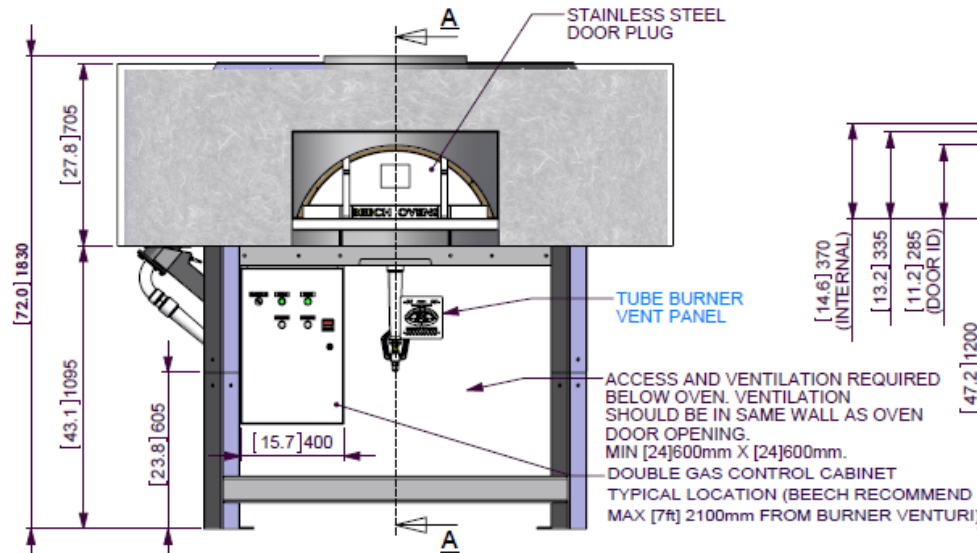 A
STAINLESS STEEL
DOOR PLUG
[27.8]705
[72.0]1830
BEECH OVENS
[14.6]370
(INTERNAL)
[13.2]335
[11.2]285
(DOOR ID)
[47.2]1200
TUBE BURNER
VENT PANEL
[43.1]1095
[23.8]605
[15.7]400
ACCESS AND VENTILATION REQUIRED
BELOW OVEN. VENTILATION
SHOULD BE IN SAME WALL AS OVEN
DOOR OPENING.
MIN [24]600mm X [24]600mm.
DOUBLE GAS CONTROL CABINET
TYPICAL LOCATION (BEECH RECOMMEND
MAX [7ft] 2100mm FROM BURNER VENTURI)
A